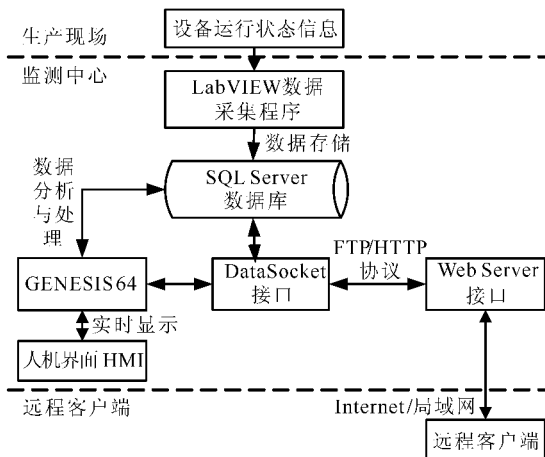 生产现场
设备运行状态信息
监测中心
LabVIEW数据
采集程序
数据存储
数据
分析
与处
理
SQL Server
数据库
FTP/HTTP
协议
GENESIS64
DataSocket
接口
Web Server
接口
实时显示
人机界面HMI
远程客户端
Internet/局域网
远程客户端